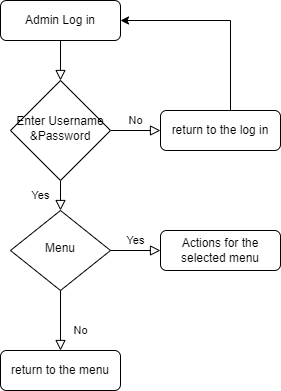 Admin Log in
Enter Username
&Password
No
return to the log in
Yes
Menu
Yes
Actions for the
selected menu
No
return to the menu